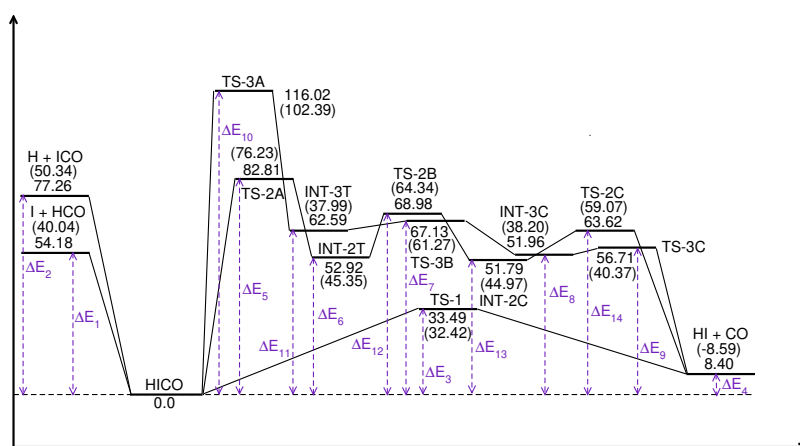 TS-3A
116.02
(102.39)
ΔE10
H + ICO
(50.34)
77.26
(76.23)
82.81
TS-2A
I + HCO
(40.04)
54.18
INT-3T
(37.99)
62.59
TS-2B
(64.34)
68.98
INT-3C
(38.20)
51.96
TS-2C
(59.07)
63.62
INT-2T
52.92
(45.35)
67.13
(61.27)
TS-3B
51.79
(44.97)
INT-2C
56.71
(40.37)
TS-3C
ΔE2
ΔE1
ΔE5
ΔE6
ΔE7
ΔE8
ΔE14
TS-1
33.49
(32.42)
ΔE11
ΔE12
ΔE13
ΔE9
ΔE3
HI + CO
(-8.59)
8.40
ΔE4
HICO
0.0